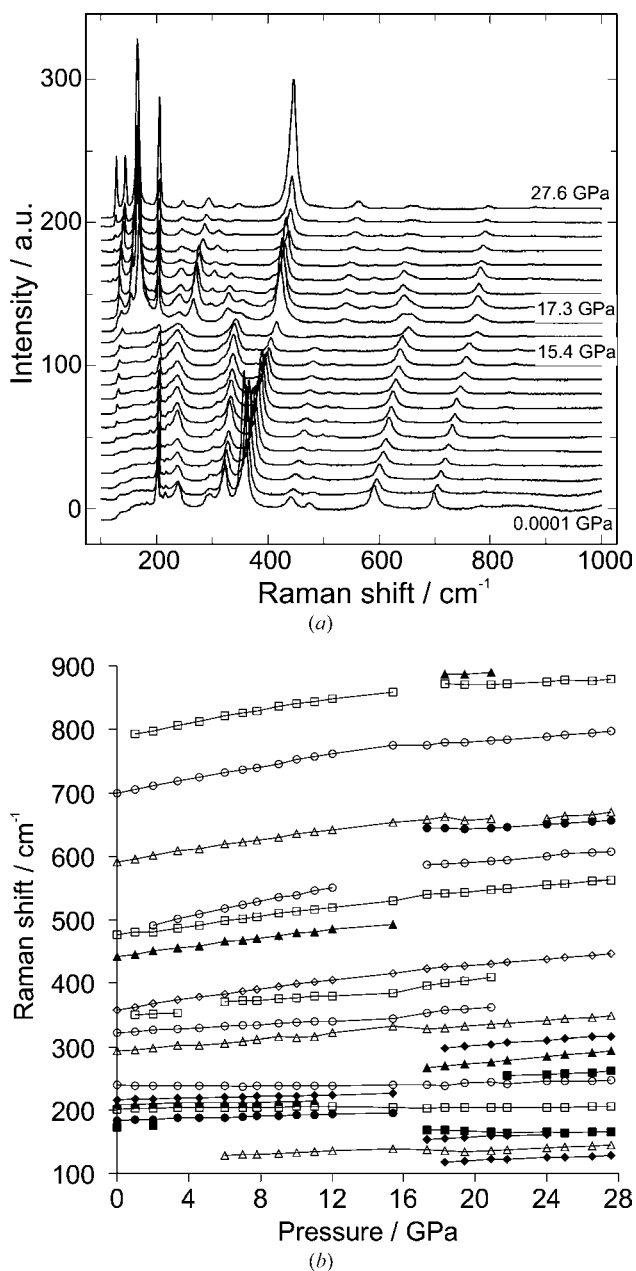 300
200
100
0
Intensity / a.u.
27.6 GPa
17.3 GPa
15.4 GPa
0.0001 GPa
200 400 600 800 1000
Raman shift / cm⁻¹
(a)
900
800
700
600
500
400
300
200
100
Raman shift / cm⁻¹
0 4 8 12 16 20 24 28
Pressure / GPa
(b)